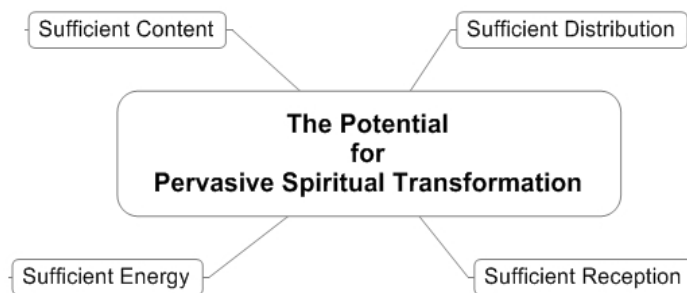 Sufficient Content
Sufficient Distribution
The Potential
for
Pervasive Spiritual Transformation
Sufficient Energy
Sufficient Reception